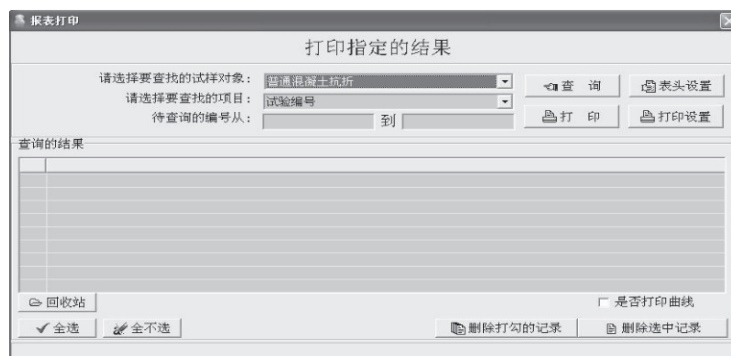 报表打印
打印指定的结果
请选择要查找的试样对象： 普通混凝土抗折 查 询 表头设置
请选择要查找的项目： 试验编号
待查询的编号从： 到 打 印 打印设置
查询的结果
回收站 是否打印曲线
全选 全不选 删除打勾的记录 删除选中记录